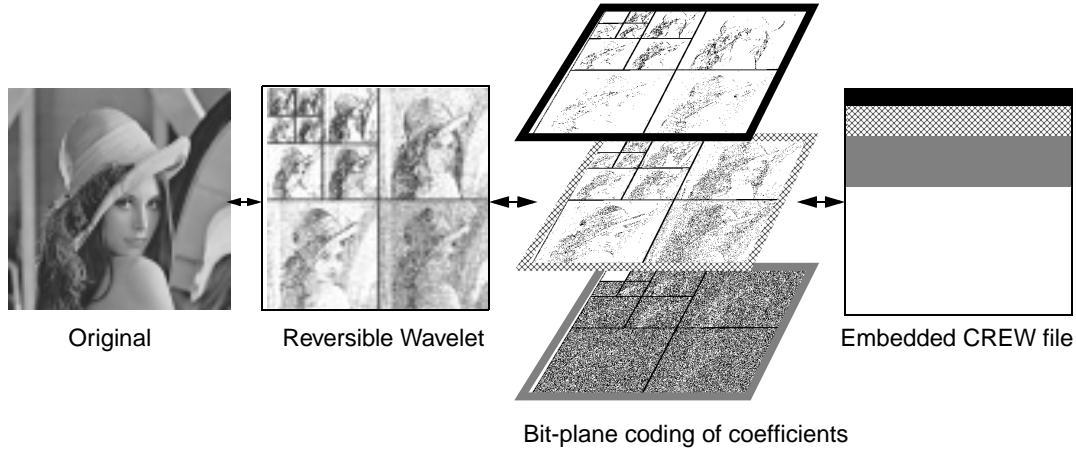 Original
Reversible Wavelet
Embedded CREW file
Bit-plane coding of coefficients